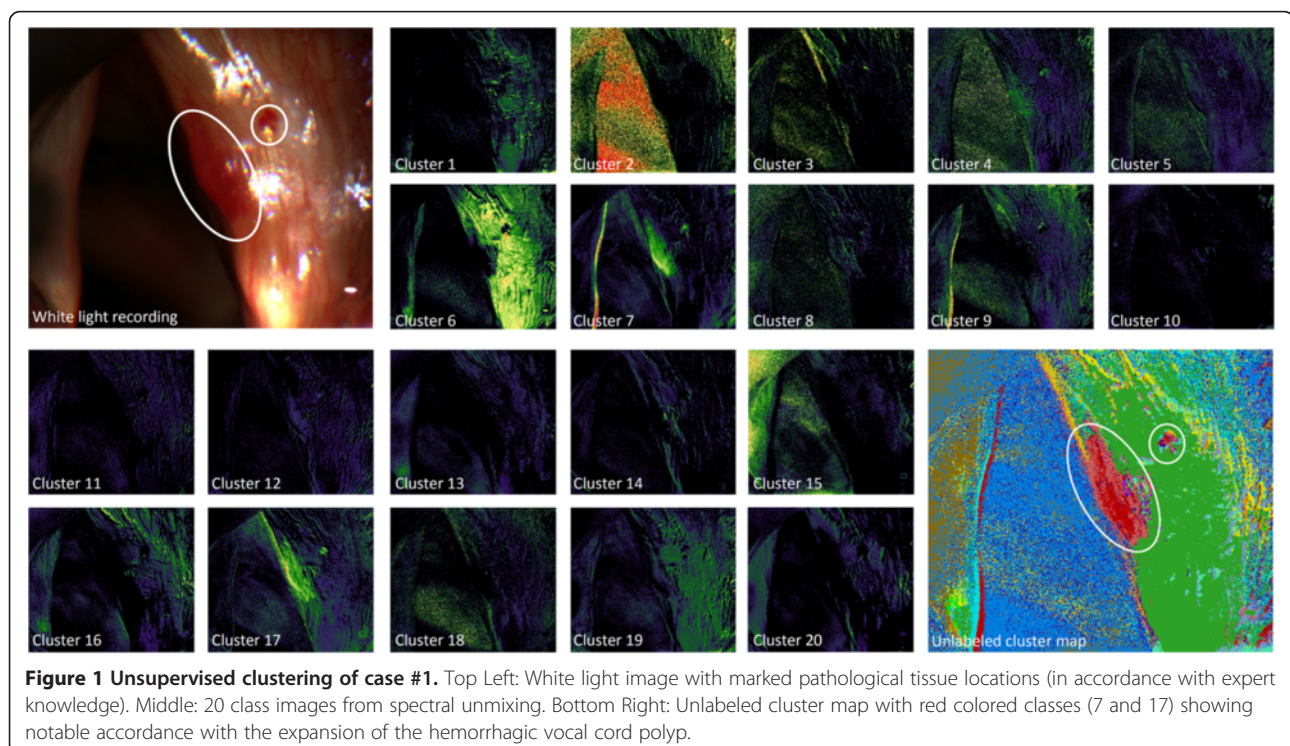 White light recording
Cluster 1
Cluster 2
Cluster 3
Cluster 4
Cluster 5
Cluster 6
Cluster 7
Cluster 8
Cluster 9
Cluster 10
Cluster 11
Cluster 12
Cluster 13
Cluster 14
Cluster 15
Cluster 16
Cluster 17
Cluster 18
Cluster 19
Cluster 20
Unlabeled cluster map
Figure 1 Unsupervised clustering of case #1. Top Left: White light image with marked pathological tissue locations (in accordance with expert
knowledge). Middle: 20 class images from spectral unmixing. Bottom Right: Unlabeled cluster map with red colored classes (7 and 17) showing
notable accordance with the expansion of the hemorrhagic vocal cord polyp.